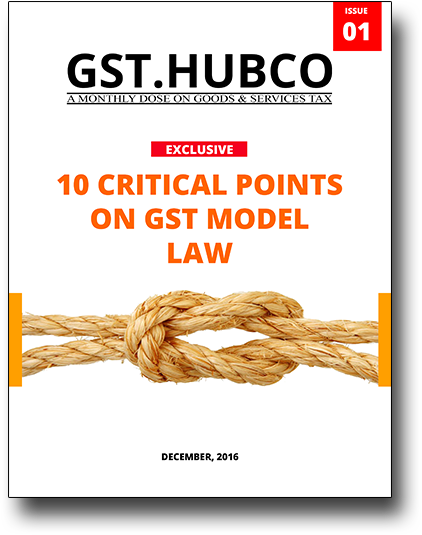 ISSUE
01
GST.HUBCO
A MONTHLY DOSE ON GOODS & SERVICES TAX
EXCLUSIVE
10 CRITICAL POINTS
ON GST MODEL
LAW
DECEMBER, 2016